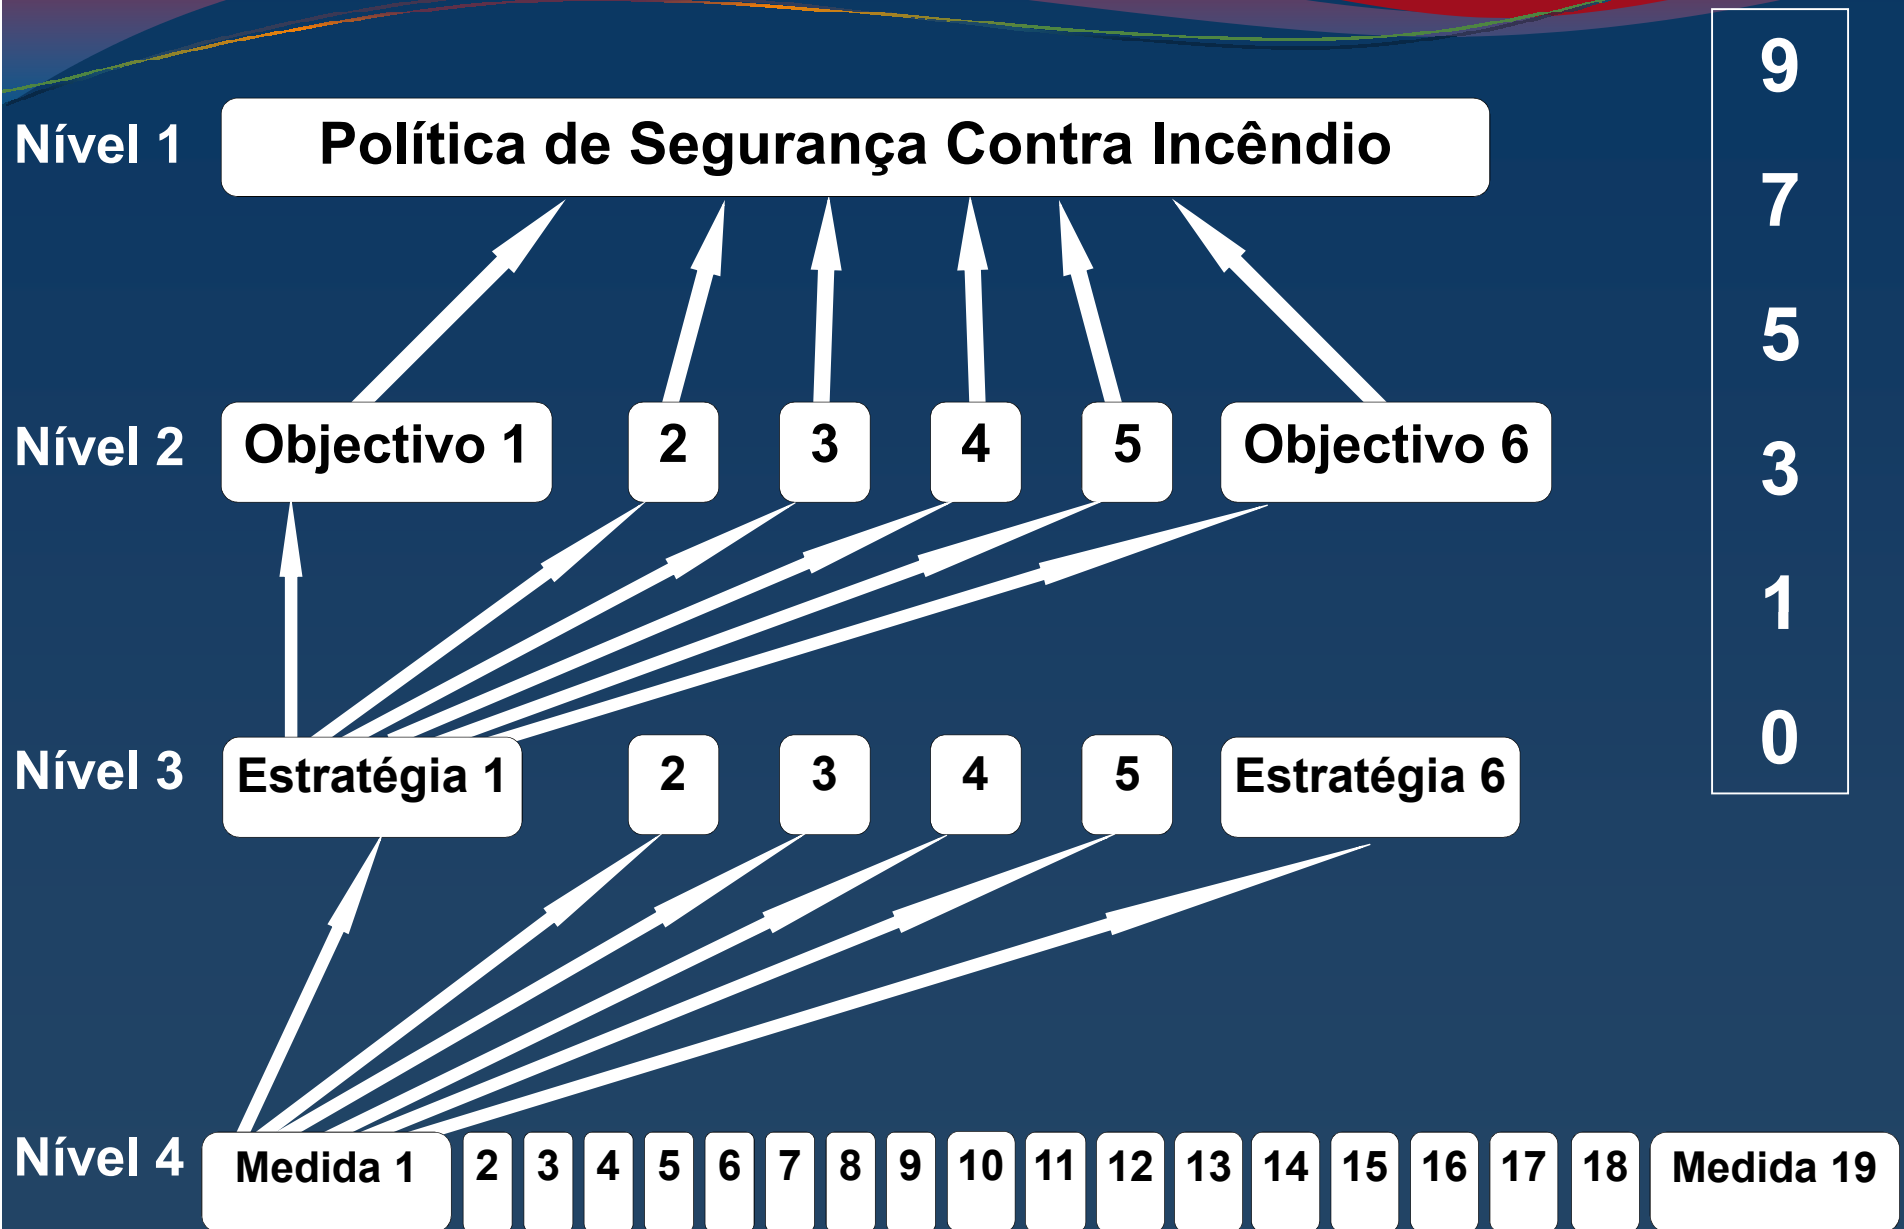 Nível 1
Política de Segurança Contra Incêndio
Nível 2
Objectivo 1 2 3 4 5 Objectivo 6
Nível 3
Estratégia 1 2 3 4 5 Estratégia 6
Nível 4
Medida 1 2 3 4 5 6 7 8 9 10 11 12 13 14 15 16 17 18 Medida 19
9
7
5
3
1
0